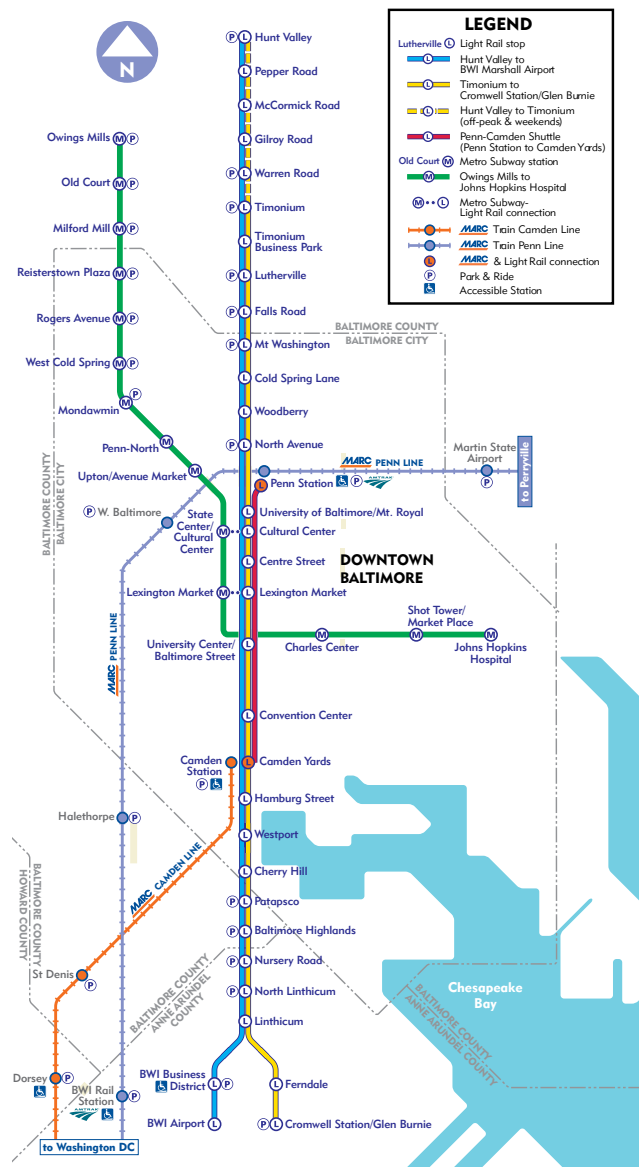 N
LEGEND
Lutherville L Light Rail stop
L Hunt Valley to
BWI Marshall Airport
L Timonium to
Cromwell Station/Glen Burnie
L Hunt Valley to Timonium
(off-peak & weekends)
L Penn-Camden Shuttle
(Penn Station to Camden Yards)
Old Court M Metro Subway station
M Owings Mills to
Johns Hopkins Hospital
M L Metro Subway-
Light Rail connection
MARC Train Camden Line
MARC Train Penn Line
L MARC & Light Rail connection
P Park & Ride
Accessible Station
P L Hunt Valley
L Pepper Road
L McCormick Road
L Gilroy Road
P L Warren Road
P L Timonium
L Timonium
Business Park
P L Lutherville
P L Falls Road
P L Mt Washington
L Cold Spring Lane
L Woodberry
P L North Avenue
Owings Mills M P
Old Court M P
Milford Mill M P
Reisterstown Plaza M P
Rogers Avenue M P
West Cold Spring M P
P
Mondawmin M
Penn-North M
Upton/Avenue Market M
BALTIMORE COUNTY
BALTIMORE CITY
BALTIMORE COUNTY
BALTIMORE CITY
MARC PENN LINE
Martin State
Airport
P
to Perryville
L Penn Station P AMTRAK
P W. Baltimore
State
Center/
Cultural
Center
M L Cultural Center
L University of Baltimore/Mt. Royal
L Centre Street
DOWNTOWN
BALTIMORE
Lexington Market M L Lexington Market
Shot Tower/
Market Place
M M M
Charles Center
Johns Hopkins
Hospital
University Center/
Baltimore Street
L
MARC PENN LINE
L Convention Center
Camden
Station
P
L Camden Yards
L Hamburg Street
Halethorpe P
L Westport
MARC CAMDEN LINE
L Cherry Hill
P L Patapsco
P L Baltimore Highlands
P L Nursery Road
P L North Linthicum
L Linthicum
BALTIMORE COUNTY
HOWARD COUNTY
St Denis
P
BALTIMORE COUNTY
ANNE ARUNDEL
COUNTY
Chesapeake
Bay
BALTIMORE COUNTY
ANNE ARUNDEL COUNTY
Dorsey P
BWI Rail
Station P
AMTRAK
BWI Business
District L P
L Ferndale
BWI Airport L
P L Cromwell Station/Glen Burnie
to Washington DC